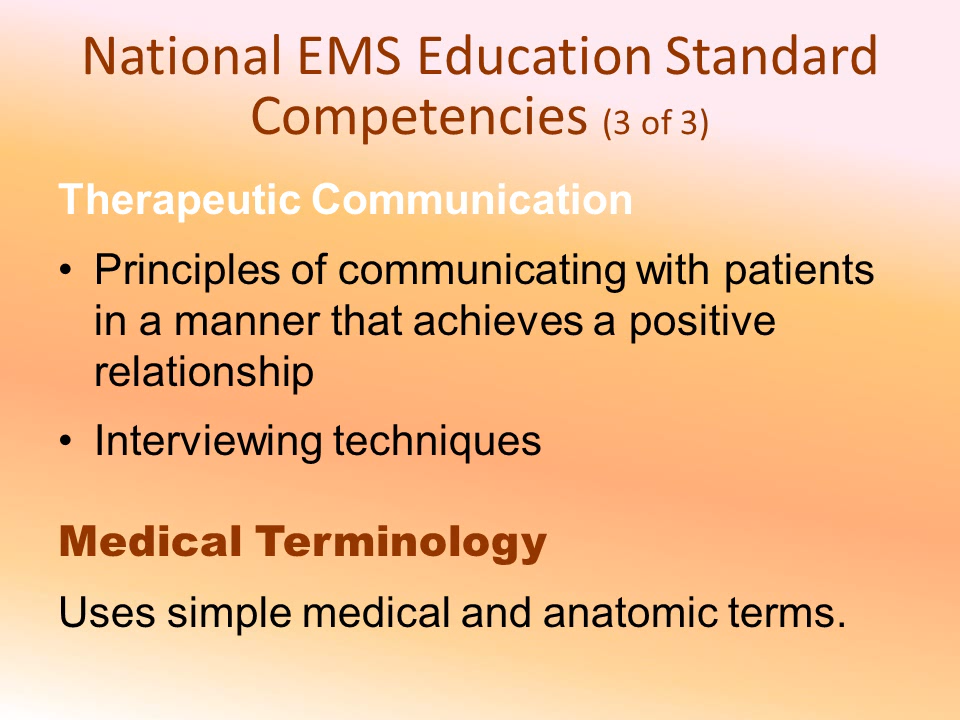 National EMS Education Standard
Competencies (3 of 3)
Therapeutic Communication
• Principles of communicating with patients
in a manner that achieves a positive
relationship
• Interviewing techniques
Medical Terminology
Uses simple medical and anatomic terms.